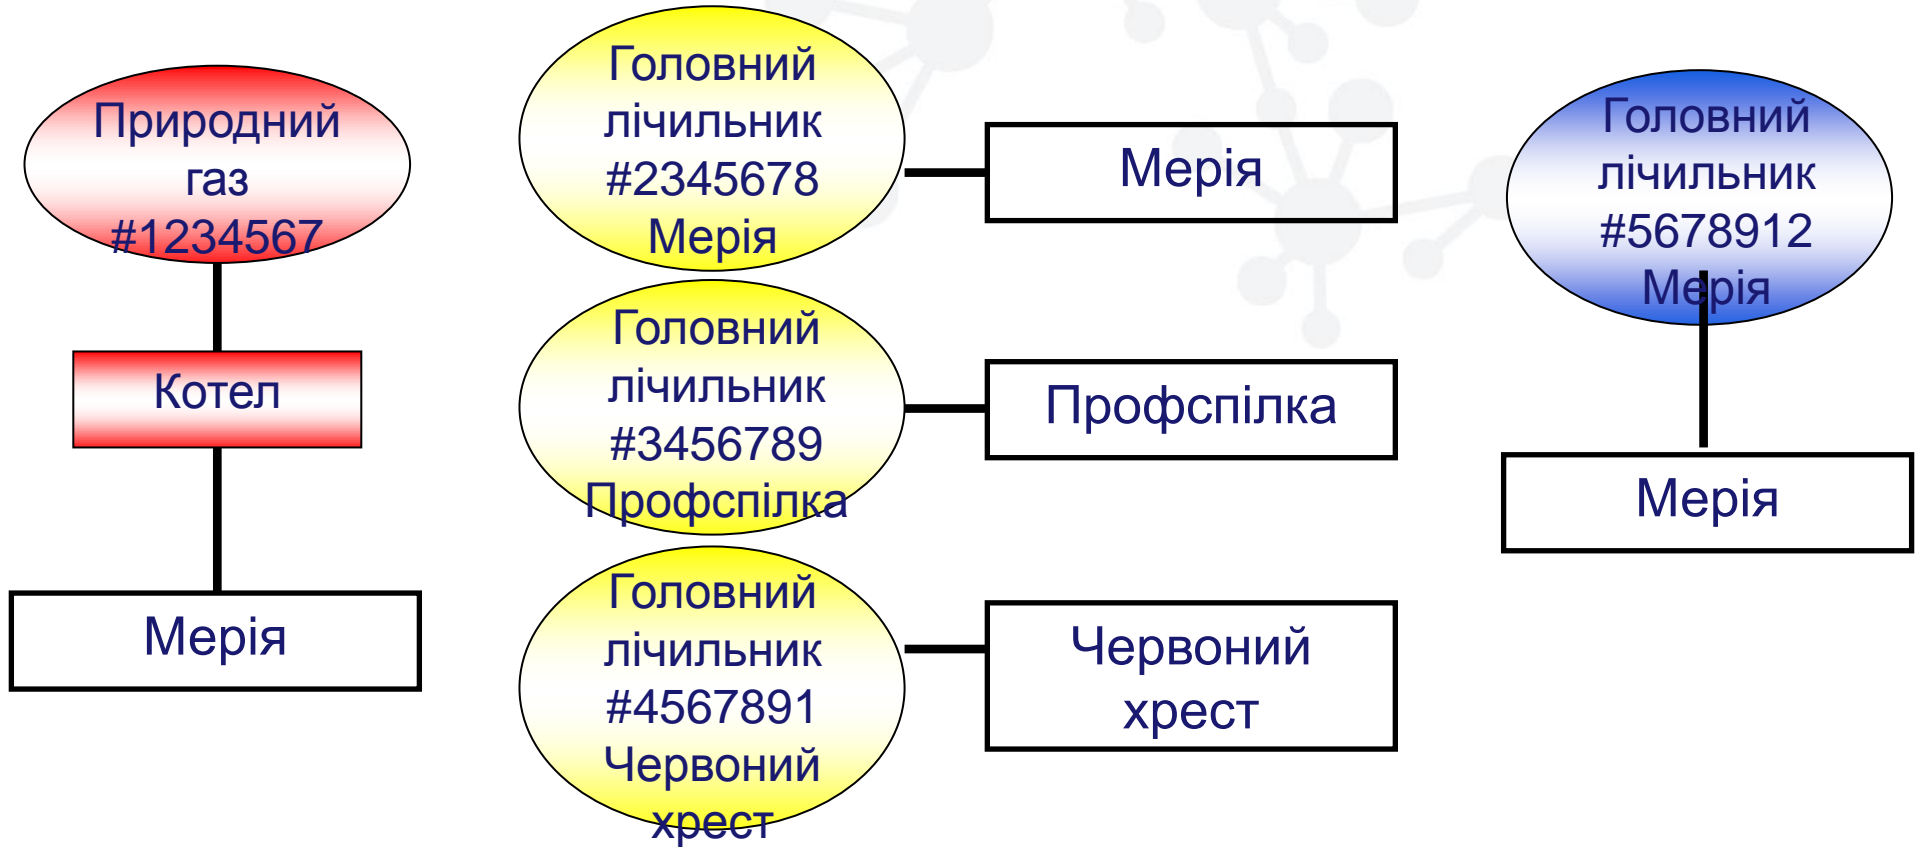 Природний
газ
#1234567
Котел
Мерія
Головний
лічильник
#2345678
Мерія
Мерія
Головний
лічильник
#3456789
Профспілка
Профспілка
Головний
лічильник
#4567891
Червоний
хрест
Червоний
хрест
Головний
лічильник
#5678912
Мерія
Мерія